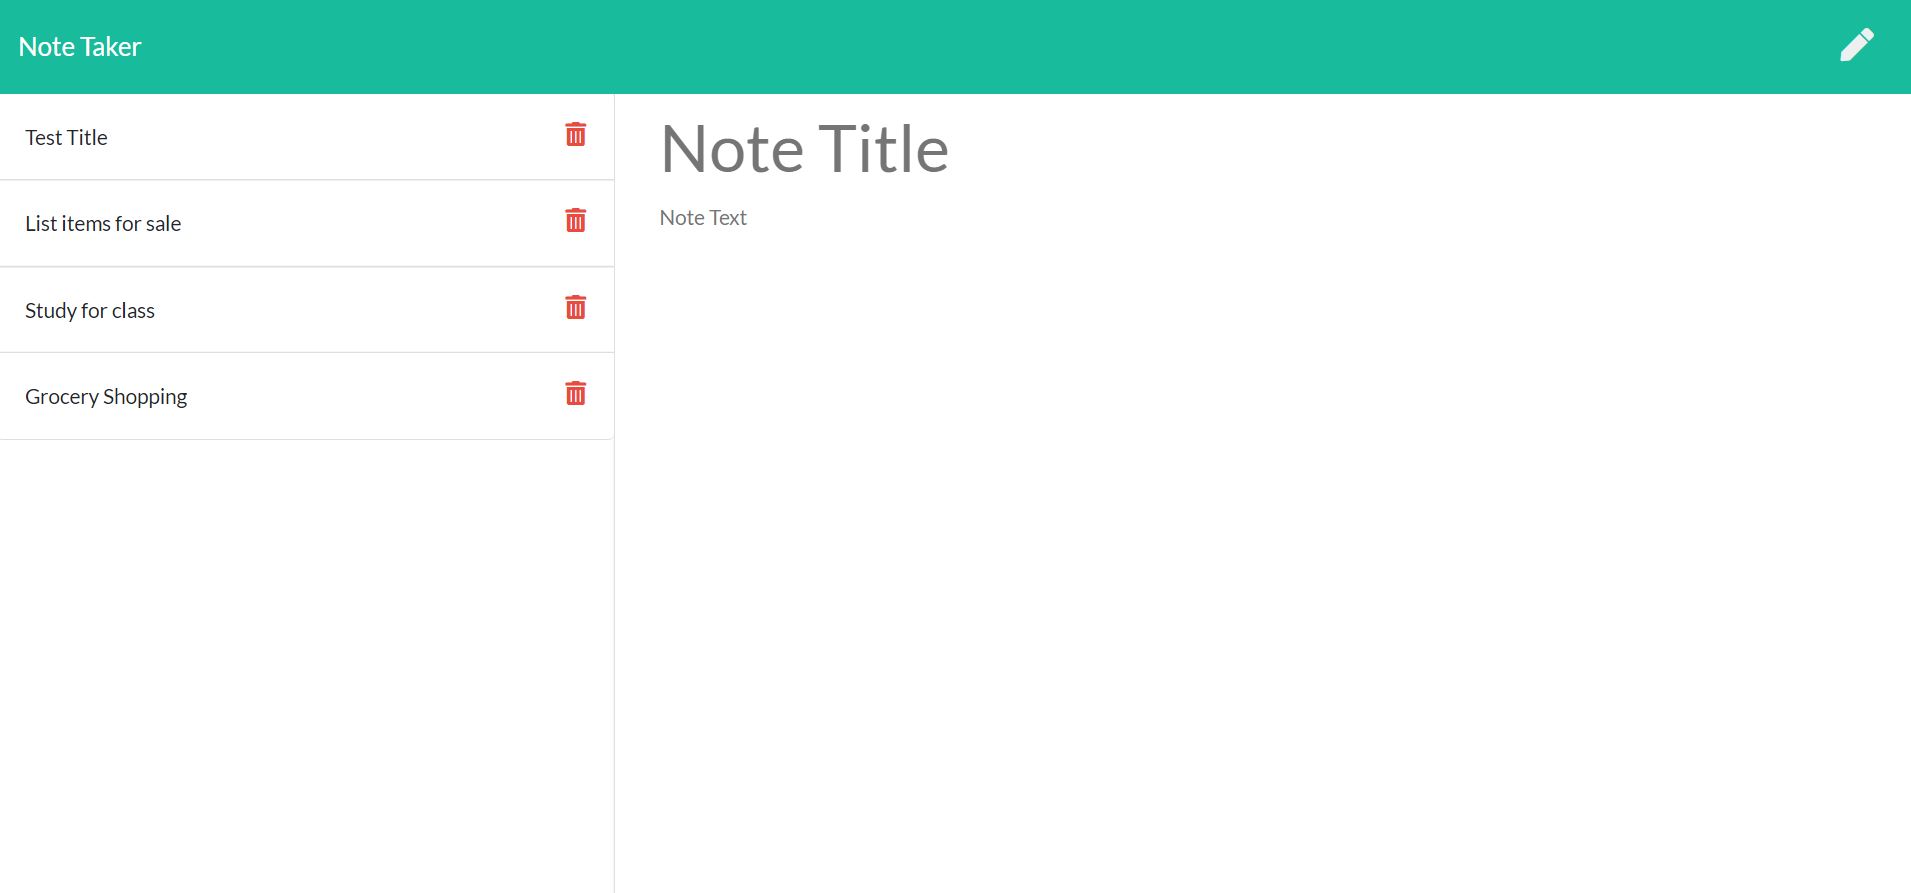 Note Taker
Test Title
List items for sale
Study for class
Grocery Shopping
Note Title
Note Text